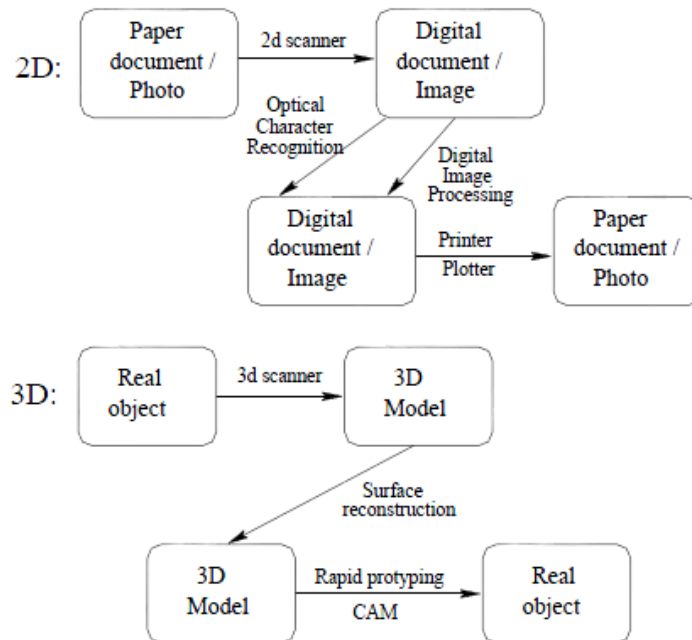 2D:
Paper
document /
Photo
2d scanner
Digital
document /
Image
Optical
Character
Recognition
Digital
Image
Processing
Digital
document /
Image
Printer
Plotter
Paper
document /
Photo
3D:
Real
object
3d scanner
3D
Model
Surface
reconstruction
3D
Model
Rapid protyping
CAM
Real
object